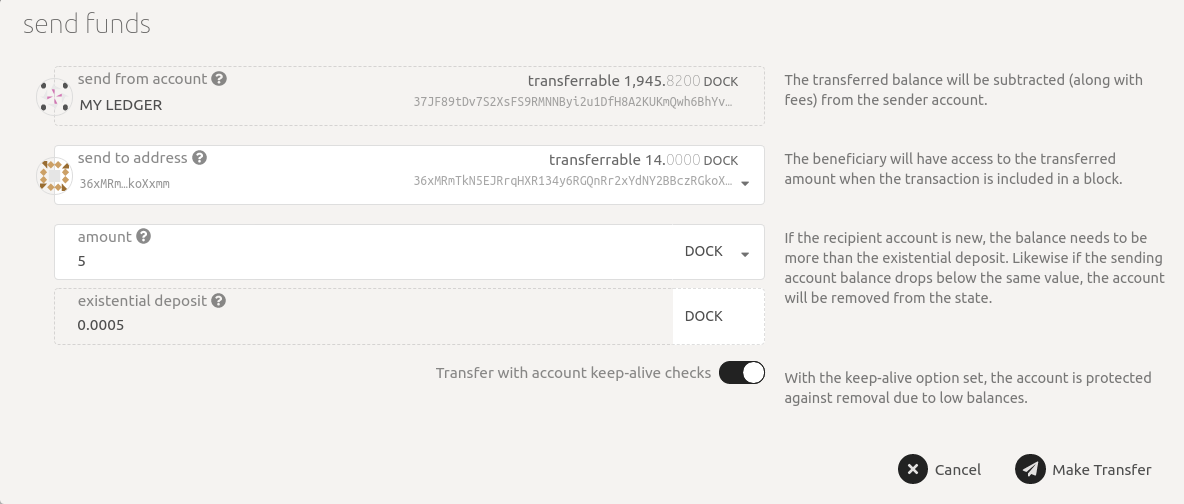 send funds
send from account
transferrable 1,945.8200 DOCK
MY LEDGER
37JF89tDv7S2XsFS9RMNNByi2u1DfH8A2KUKmQwh6BhYv…
The transferred balance will be subtracted (along with
fees) from the sender account.
send to address
transferrable 14.0000 DOCK
36xMRm…koXxmm
36xMRmTkN5EJRrqHXR134y6RGQnRr2xYdNY2BBczRGkoX…
The beneficiary will have access to the transferred
amount when the transaction is included in a block.
amount
5
DOCK
If the recipient account is new, the balance needs to be
more than the existential deposit. Likewise if the sending
account balance drops below the same value, the account
will be removed from the state.
existential deposit
0.0005
DOCK
Transfer with account keep-alive checks
With the keep-alive option set, the account is protected
against removal due to low balances.
Cancel
Make Transfer